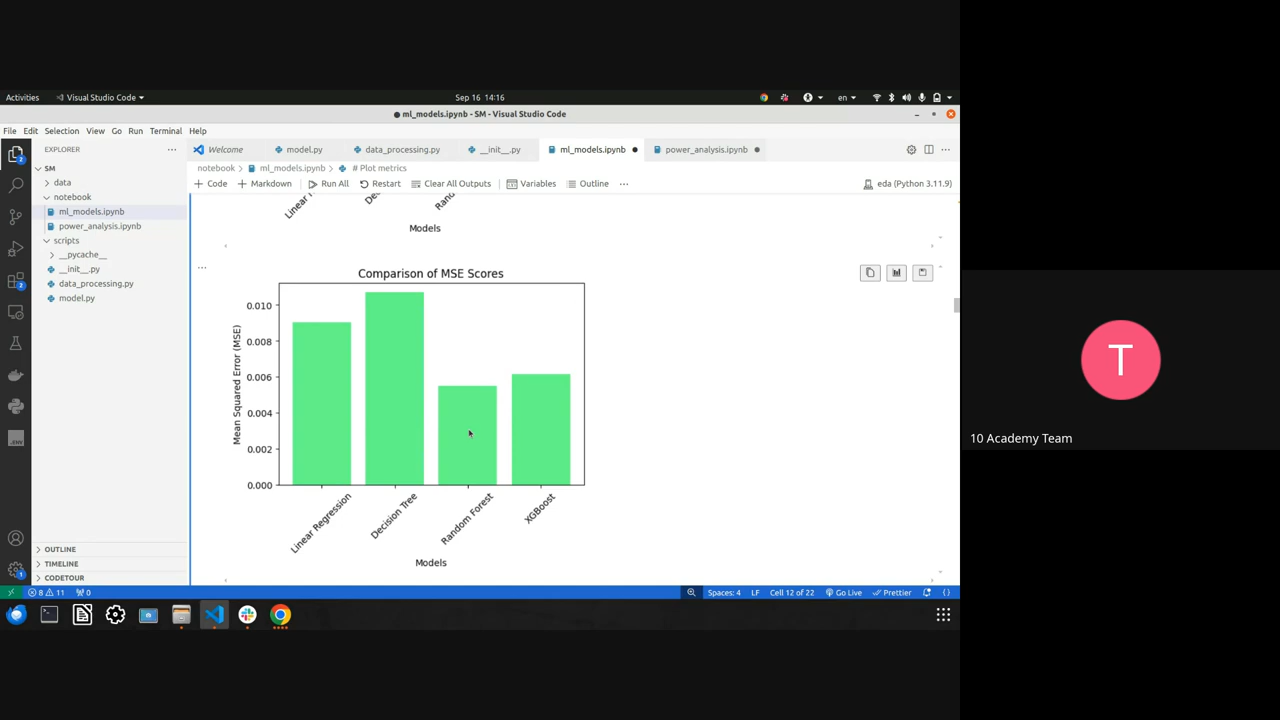 Activities
Visual Studio Code
Sep 16 14:16
en
● ml_models.ipynb - SM - Visual Studio Code
File Edit Selection View Go Run Terminal Help
EXPLORER
Welcome
model.py
data_processing.py
__init__.py
ml_models.ipynb
power_analysis.ipynb
SM
notebook > ml_models.ipynb > # Plot metrics
data
+ Code
+ Markdown
Run All
Restart
Clear All Outputs
Variables
Outline
eda (Python 3.11.9)
notebook
ml_models.ipynb
power_analysis.ipynb
scripts
__pycache__
__init__.py
data_processing.py
model.py
Models
Comparison of MSE Scores
Mean Squared Error (MSE)
0.010
0.008
0.006
0.004
0.002
0.000
Linear Regression
Decision Tree
Random Forest
XGBoost
Models
OUTLINE
TIMELINE
CODETOUR
8 11
0
Spaces: 4
LF
Cell 12 of 22
Go Live
Prettier
T
10 Academy Team